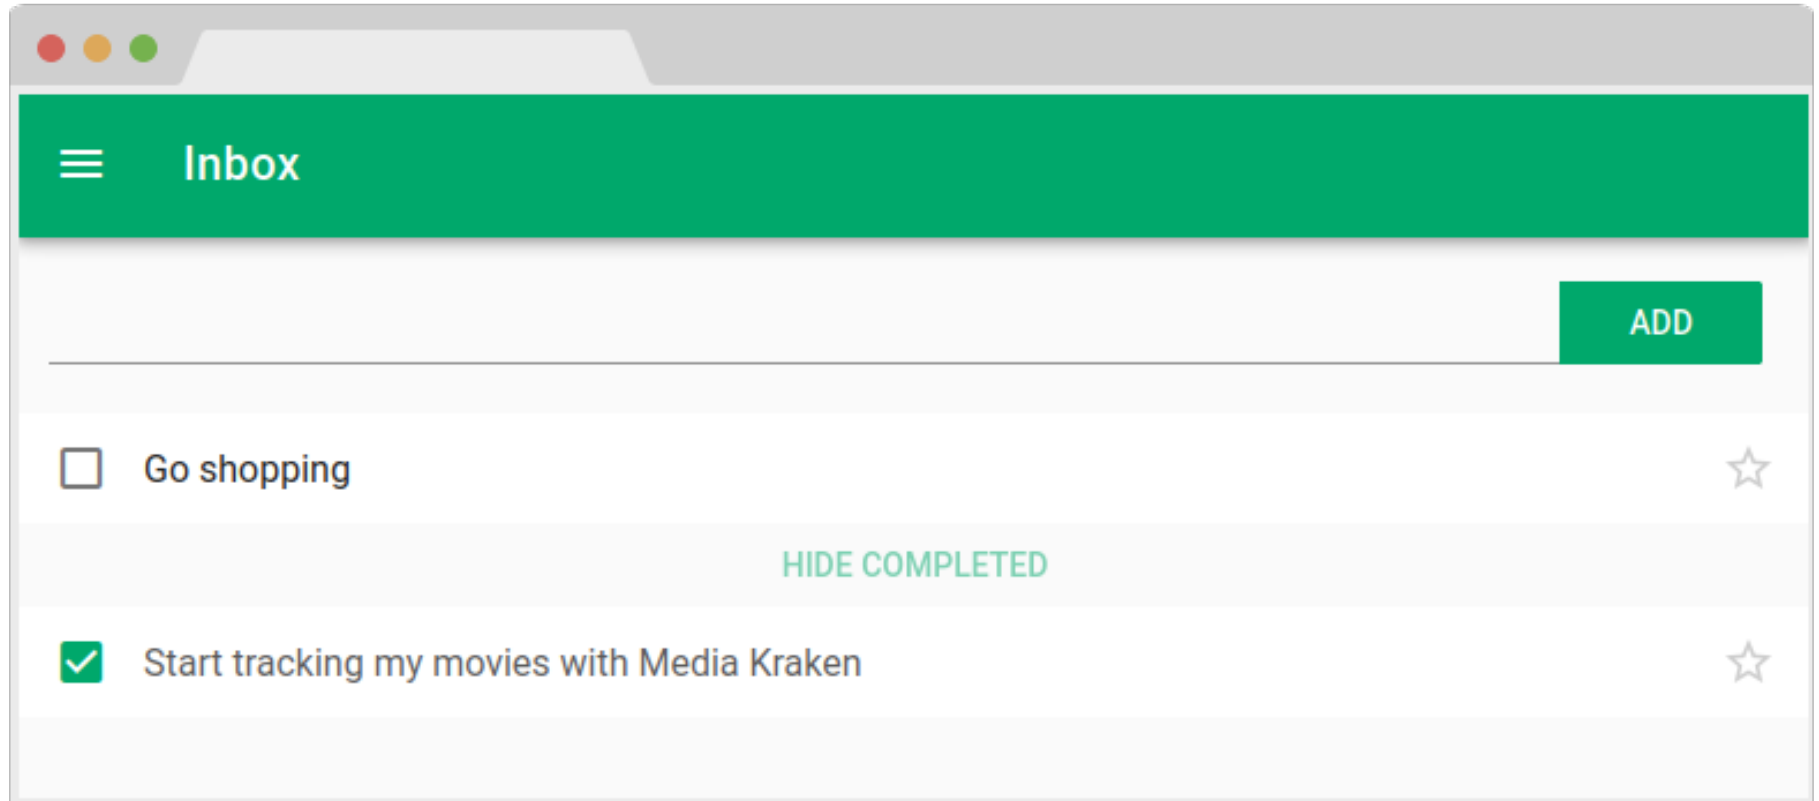 Inbox
ADD
Go shopping
HIDE COMPLETED
Start tracking my movies with Media Kraken